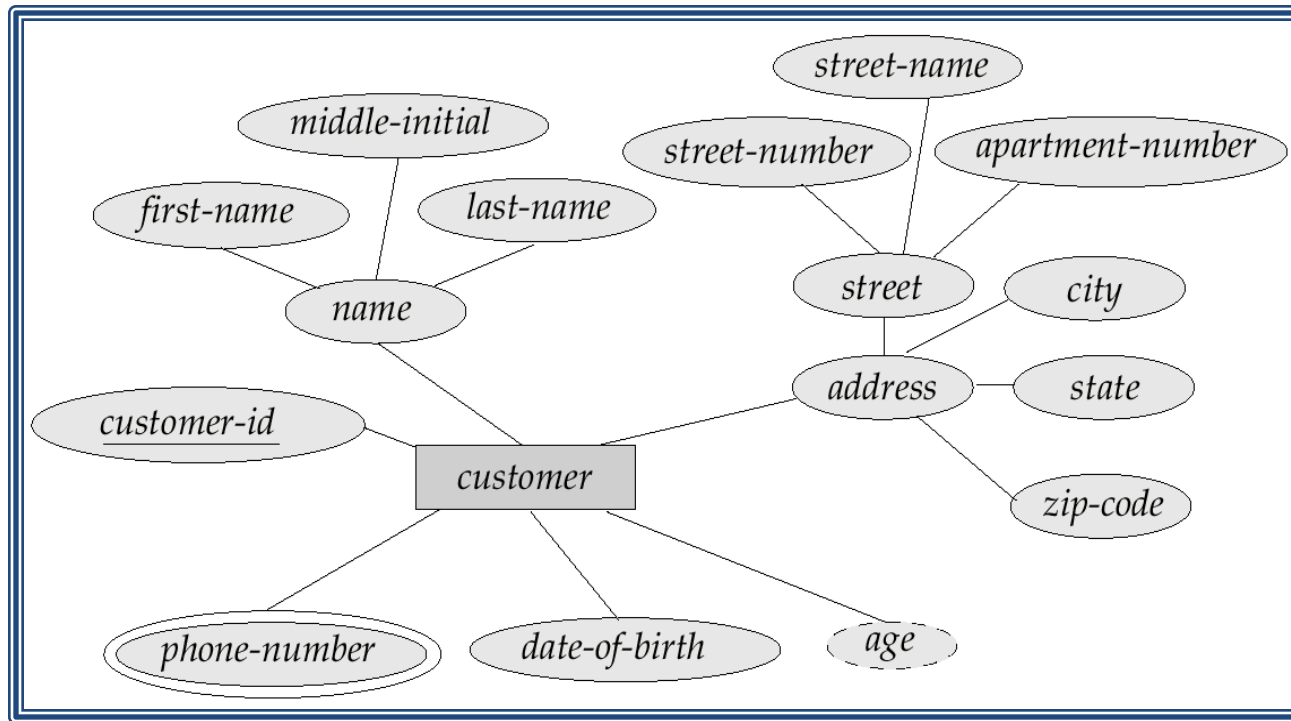 street-name
middle-initial
street-number
apartment-number
first-name
last-name
street
city
name
address
state
customer-id
customer
zip-code
phone-number
date-of-birth
age